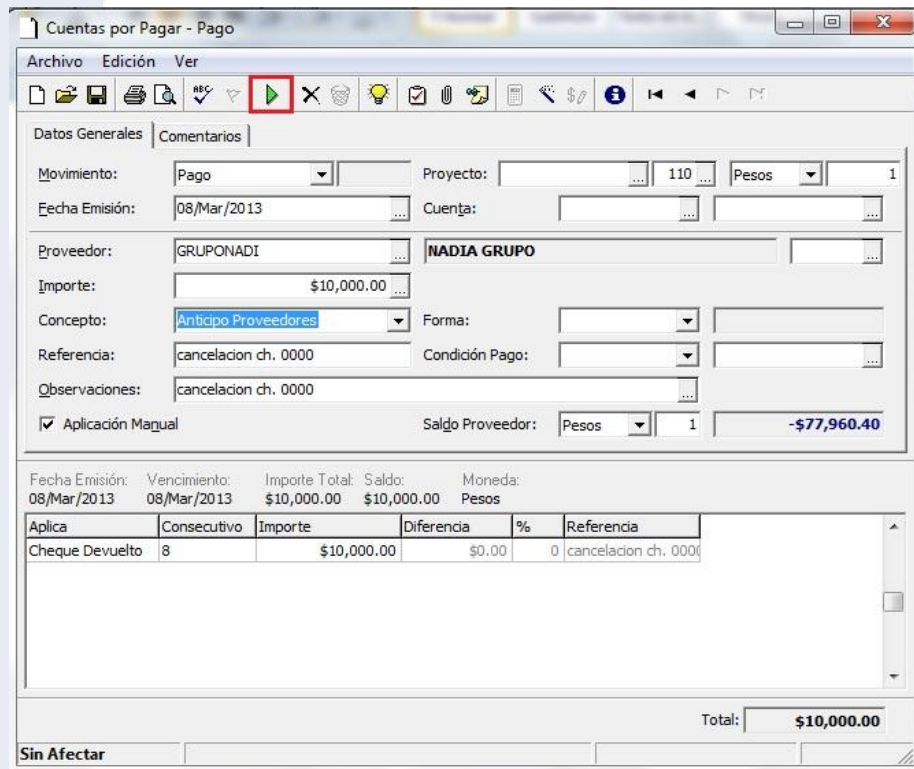 Cuentas por Pagar - Pago
Archivo Edición Ver
ABC
Datos Generales Comentarios
Movimiento: Pago Proyecto: 110 Pesos 1
Fecha Emisión: 08/Mar/2013 Cuenta:
Proveedor: GRUPONADI NADIA GRUPO
Importe: $10,000.00
Concepto: Anticipo Proveedores Forma:
Referencia: cancelacion ch. 0000 Condición Pago:
Observaciones: cancelacion ch. 0000
Aplicación Manual Saldo Proveedor: Pesos 1 -$77,960.40
Fecha Emisión: Vencimiento: Importe Total: Saldo: Moneda:
08/Mar/2013 08/Mar/2013 $10,000.00 $10,000.00 Pesos
Aplica Consecutivo Importe Diferencia % Referencia
Cheque Devuelto 8 $10,000.00 $0.00 0 cancelacion ch. 0000
Total: $10,000.00
Sin Afectar